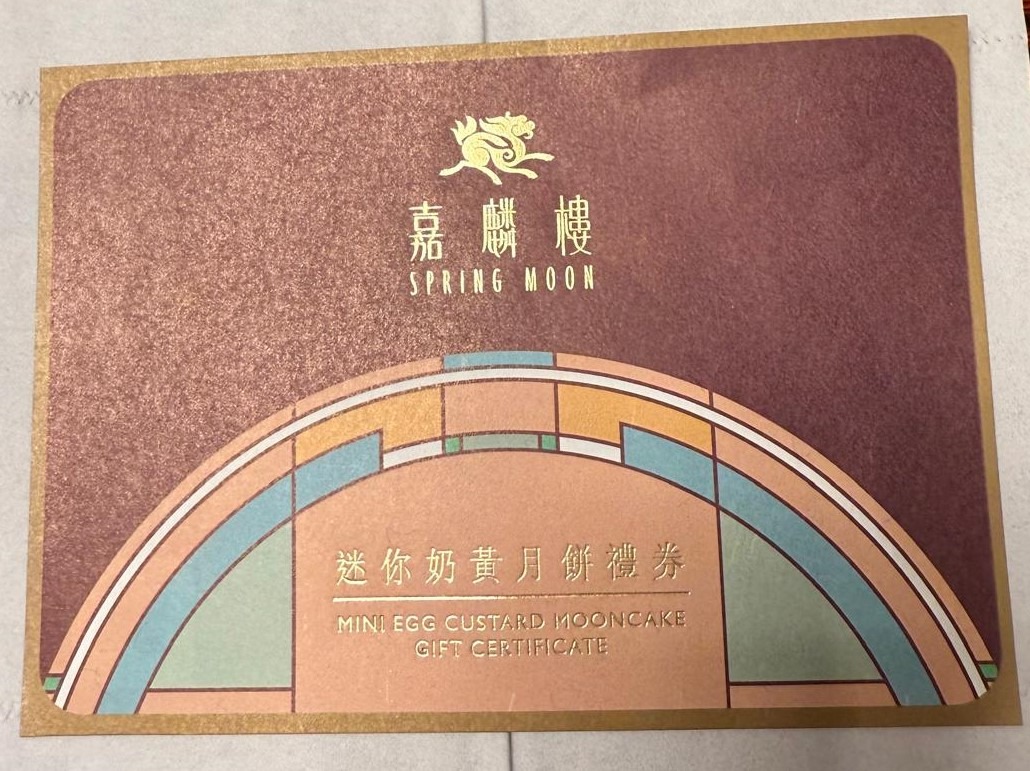 嘉麟樓
SPRING MOON
迷你奶黃月餅禮券
MINI EGG CUSTARD MOONCAKE
GIFT CERTIFICATE